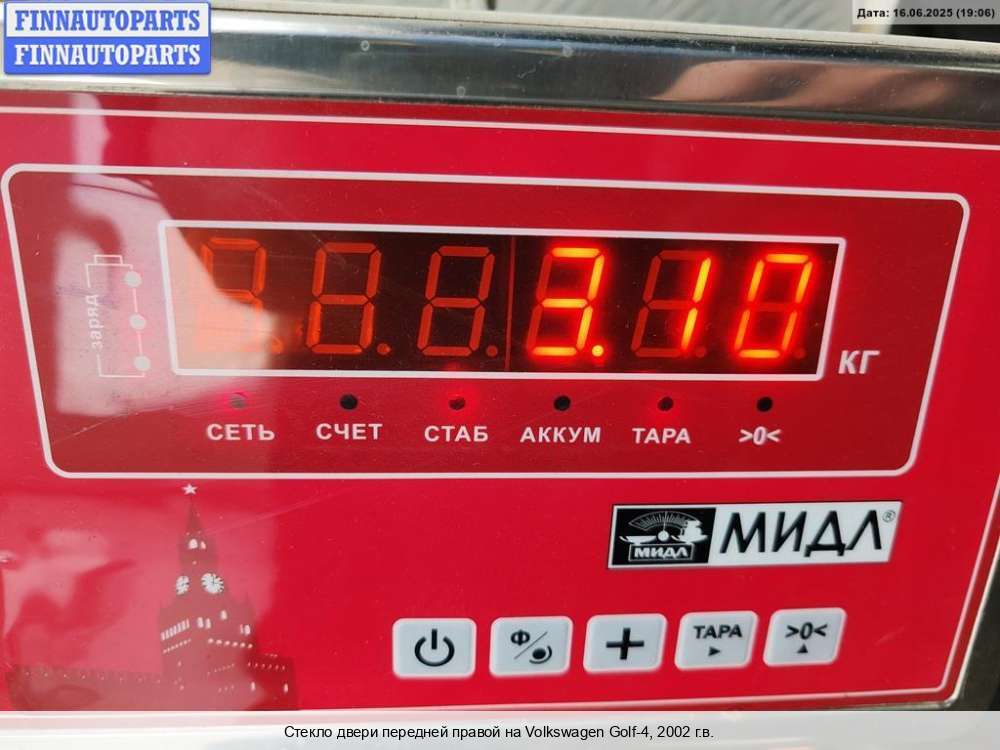 FINNAUTOPARTS
FINNAUTOPARTS
Дата: 16.06.2025 (19:06)
заряд
3.10
КГ
СЕТЬ СЧЕТ СТАБ АККУМ ТАРА >0<
МИДЛ МИДЛ®
Ф ТАРА >0<
Стекло двери передней правой на Volkswagen Golf-4, 2002 г.в.